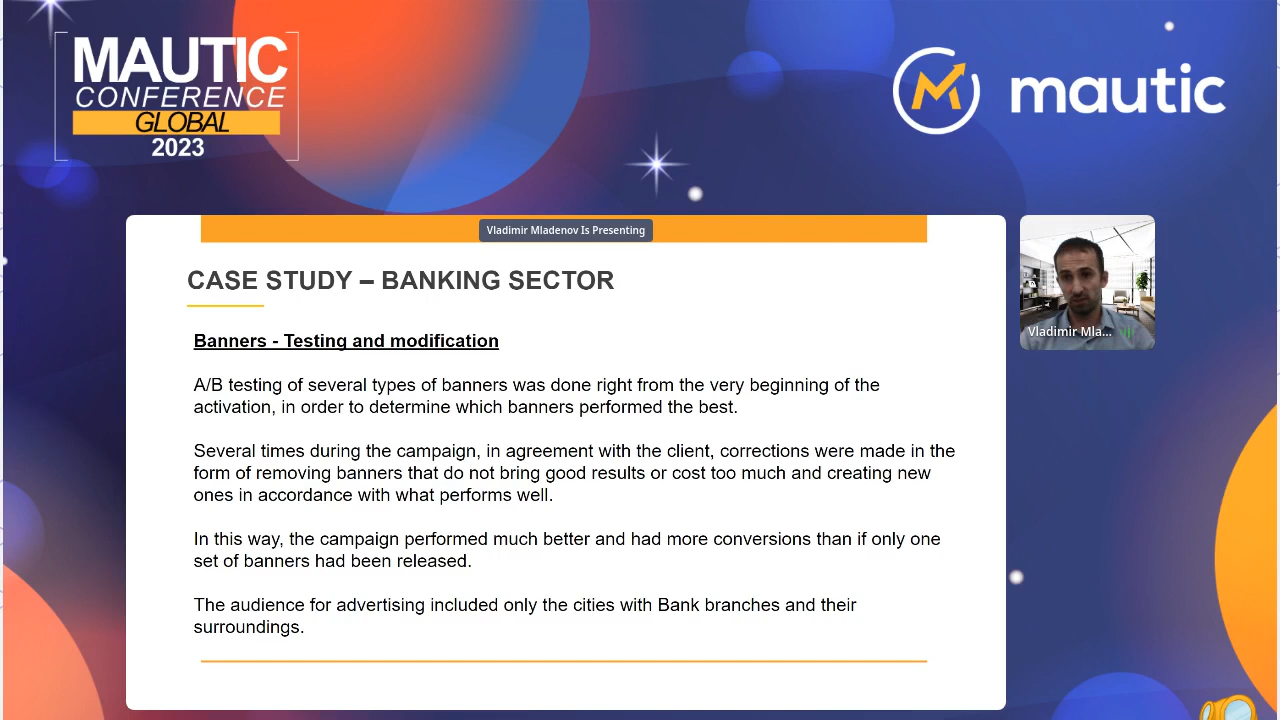 MAUTIC
CONFERENCE
GLOBAL
2023
mautic
Vladimir Mladenov Is Presenting
CASE STUDY – BANKING SECTOR
Banners - Testing and modification
A/B testing of several types of banners was done right from the very beginning of the
activation, in order to determine which banners performed the best.
Several times during the campaign, in agreement with the client, corrections were made in the
form of removing banners that do not bring good results or cost too much and creating new
ones in accordance with what performs well.
In this way, the campaign performed much better and had more conversions than if only one
set of banners had been released.
The audience for advertising included only the cities with Bank branches and their
surroundings.
Vladimir Mla...